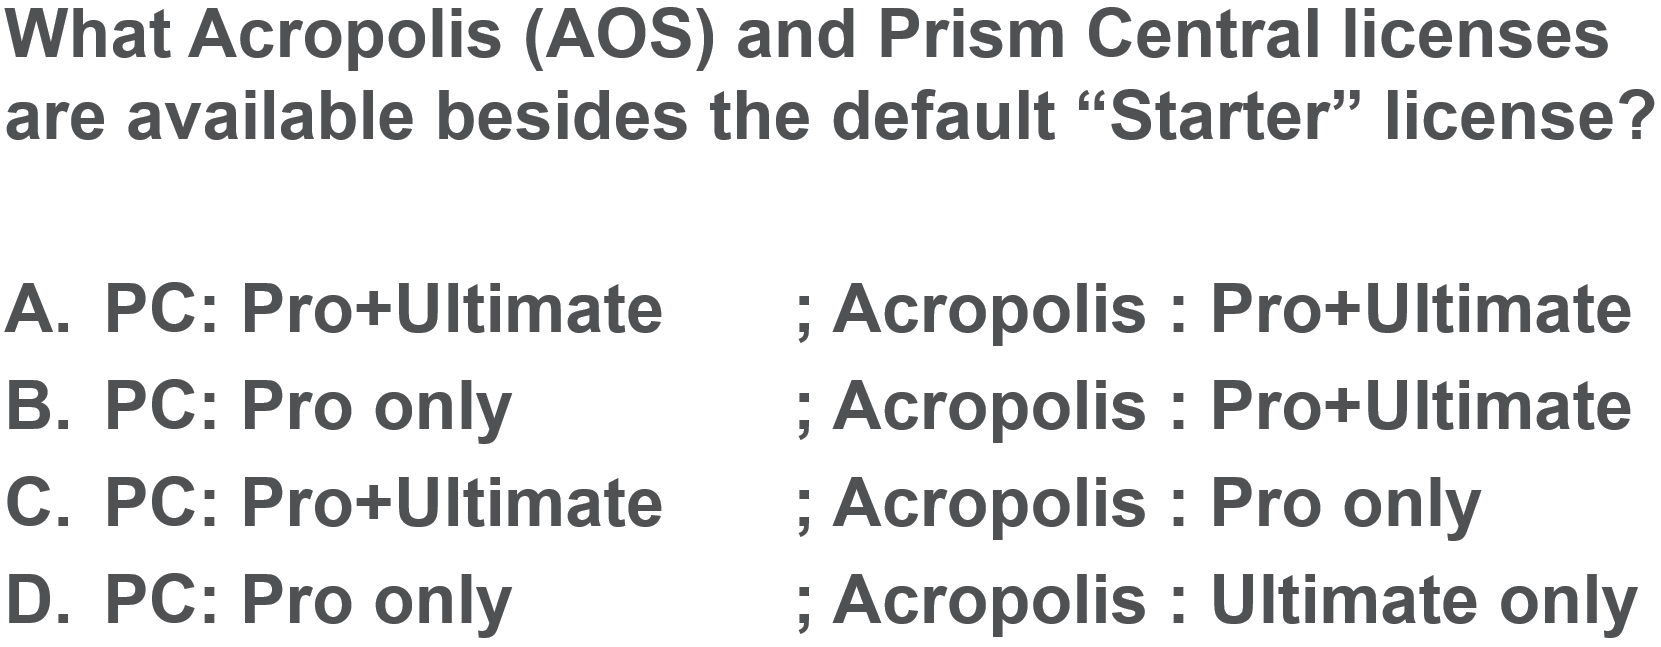 What Acropolis (AOS) and Prism Central licenses
are available besides the default “Starter” license?
A. PC: Pro+Ultimate ; Acropolis : Pro+Ultimate
B. PC: Pro only ; Acropolis : Pro+Ultimate
C. PC: Pro+Ultimate ; Acropolis : Pro only
D. PC: Pro only ; Acropolis : Ultimate only